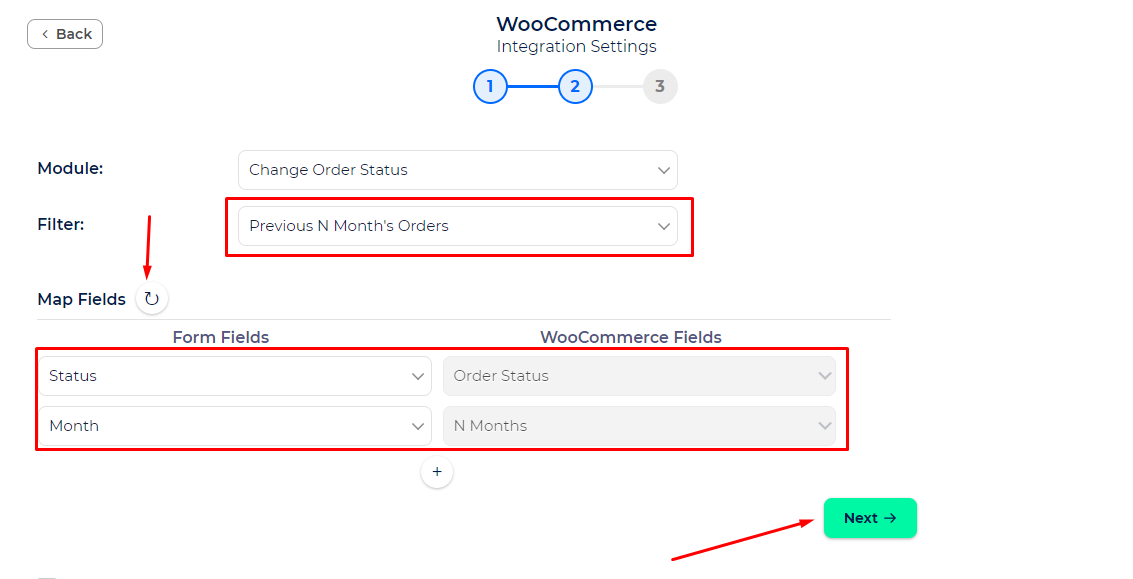 Back
WooCommerce
Integration Settings
1 2 3
Module: Change Order Status
Filter: Previous N Month's Orders
Map Fields
Form Fields WooCommerce Fields
Status Order Status
Month N Months
+
Next →